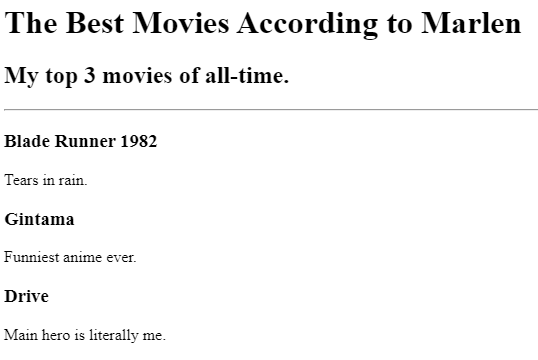 The Best Movies According to Marlen
My top 3 movies of all-time.
Blade Runner 1982
Tears in rain.
Gintama
Funniest anime ever.
Drive
Main hero is literally me.